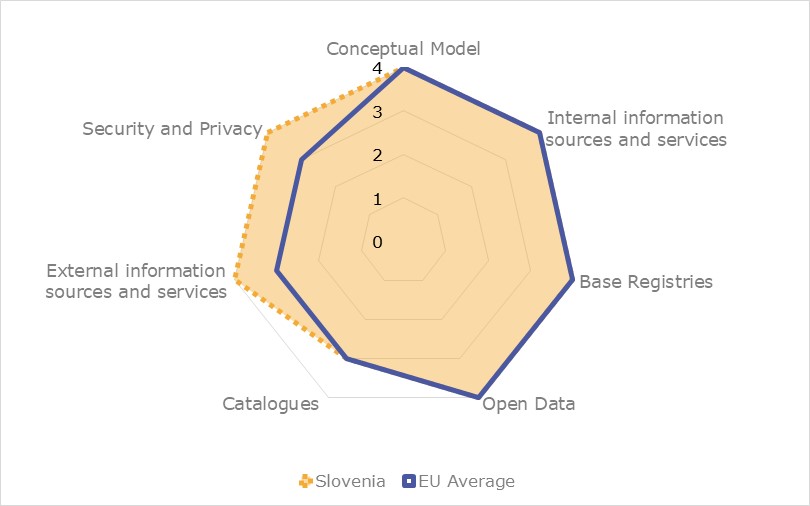 Conceptual Model
4
3
2
1
0
Internal information
sources and services
Base Registries
Open Data
Catalogues
External information
sources and services
Security and Privacy
Slovenia
EU Average